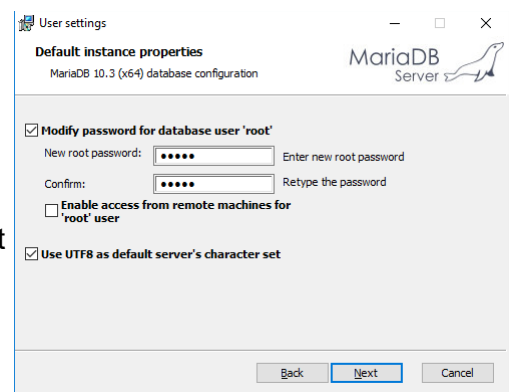 User settings
Default instance properties
MariaDB 10.3 (x64) database configuration
MariaDB
Server
Modify password for database user 'root'
New root password: ••••• Enter new root password
Confirm: ••••• Retype the password
Enable access from remote machines for
'root' user
t
Use UTF8 as default server's character set
Back Next Cancel